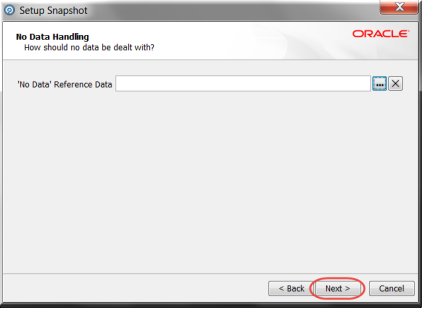 Setup Snapshot
No Data Handling
How should no data be dealt with?
ORACLE
'No Data' Reference Data
...
< Back
Next >
Cancel